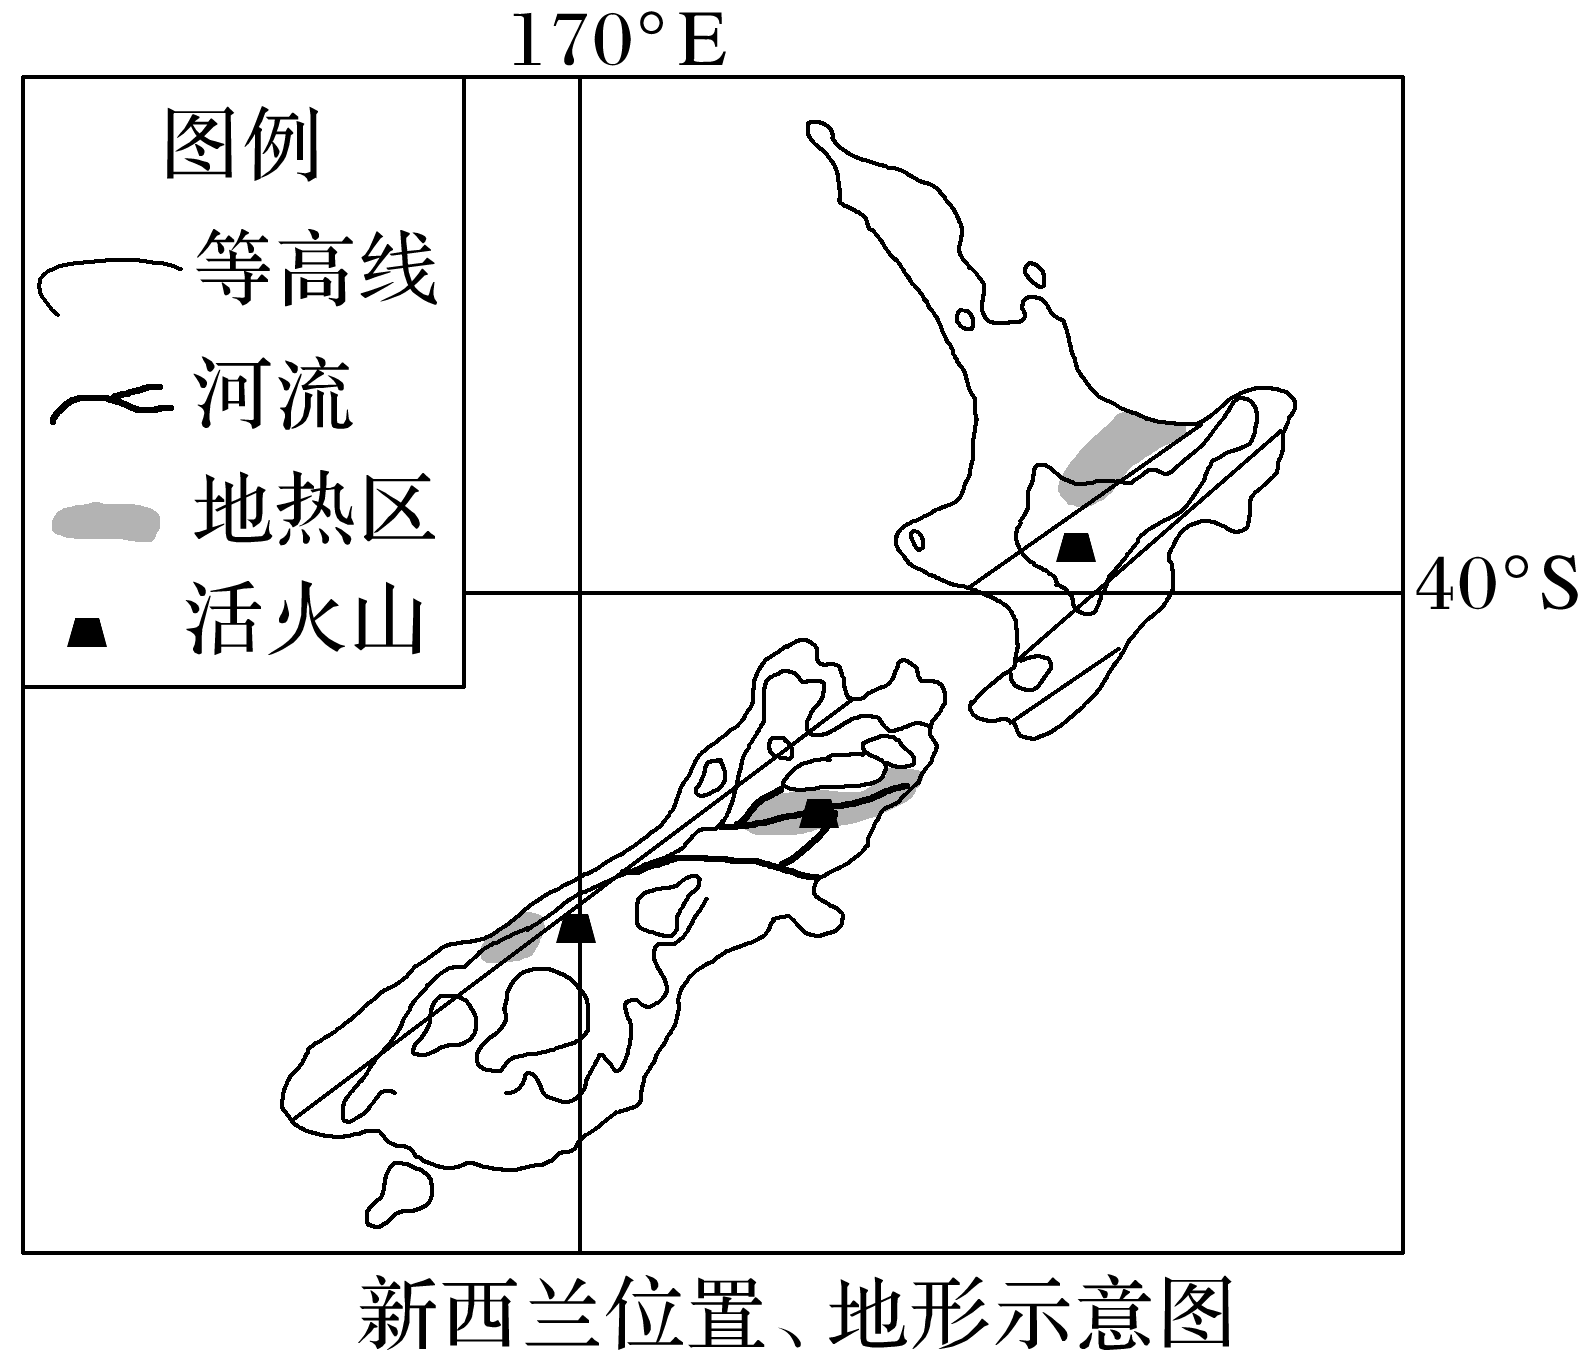 170°E
图例
等高线
河流
地热区
活火山
40°S
新西兰位置、地形示意图